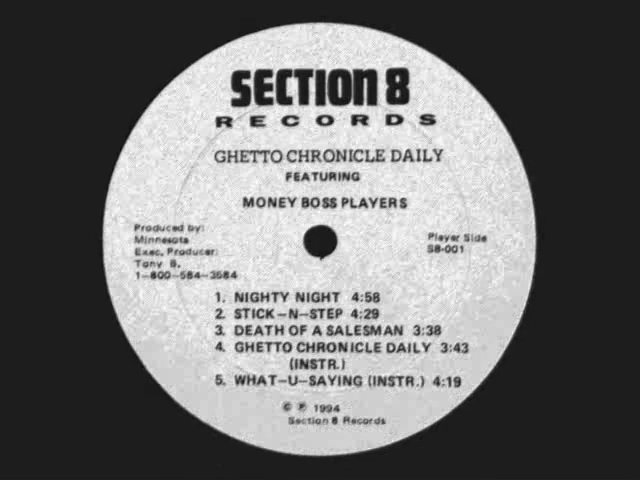 SECTION 8
RECORDS
GHETTO CHRONICLE DAILY
FEATURING
MONEY BOSS PLAYERS
Produced by:
Minnesota
Exec. Producer:
Tony B.
1-800-584-3584
Player Side
S8-001
1. NIGHTY NIGHT 4:58
2. STICK-N-STEP 4:29
3. DEATH OF A SALESMAN 3:38
4. GHETTO CHRONICLE DAILY 3:43
(INSTR.)
5. WHAT-U-SAYING (INSTR.) 4:19
© ℗ 1994
Section 8 Records